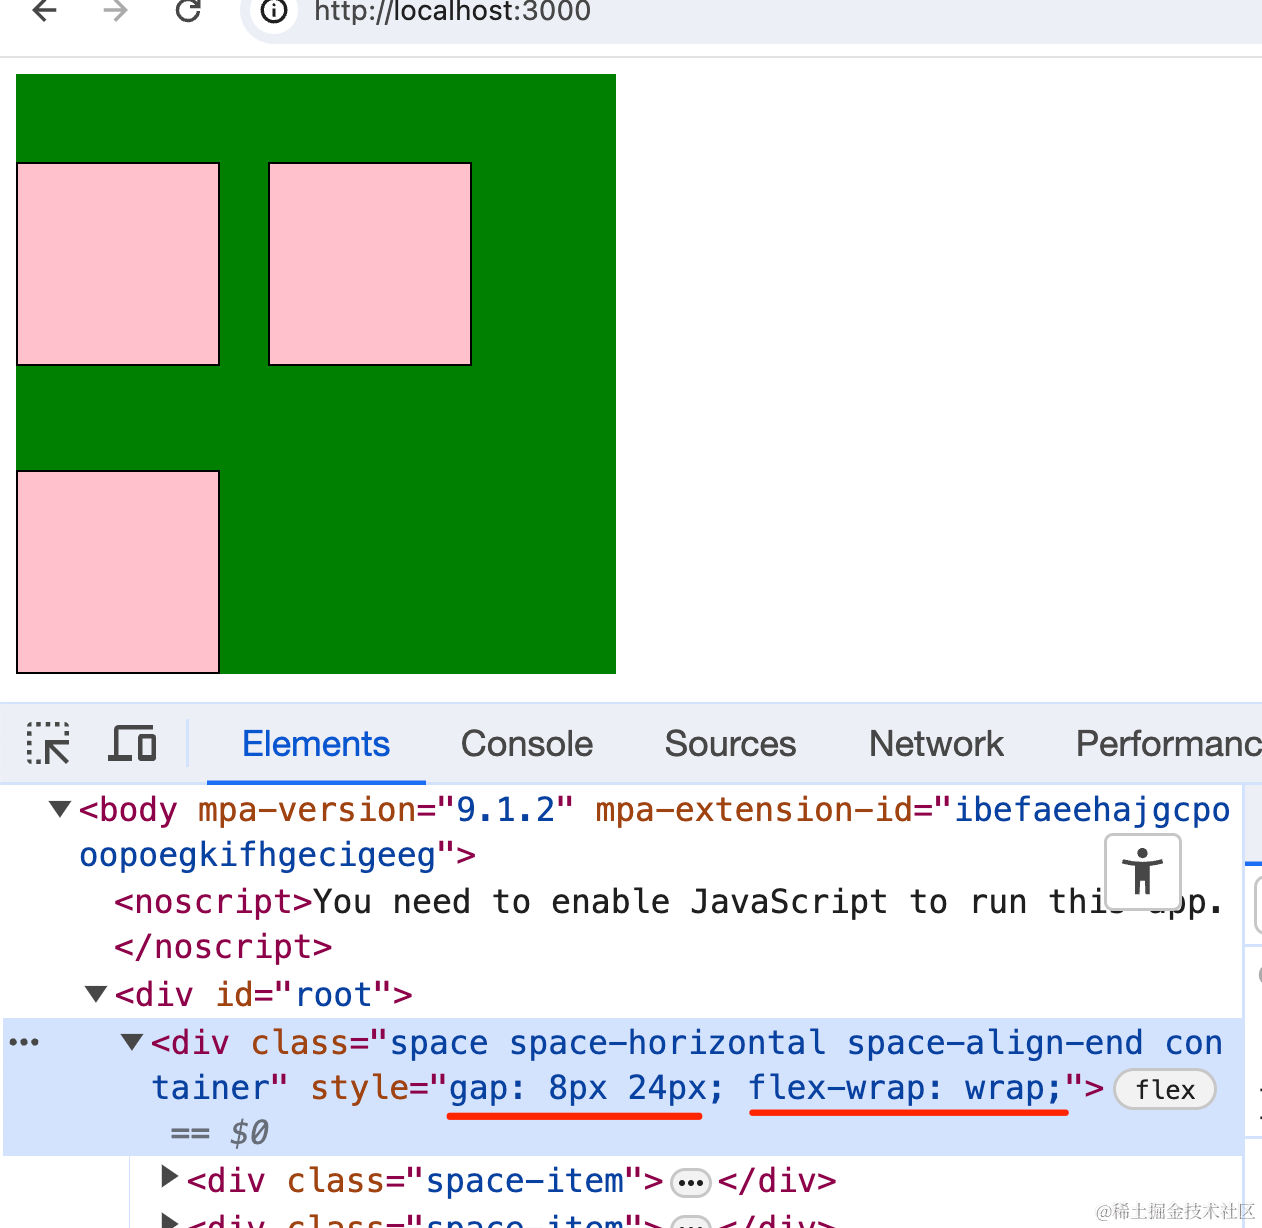 http://localhost:3000
Elements Console Sources Network Performanc
<body mpa-version="9.1.2" mpa-extension-id="ibefaeehajgcpo
oopoegkifhgecigeeg">
<noscript>You need to enable JavaScript to run this app.
</noscript>
<div id="root">
<div class="space space-horizontal space-align-end con
tainer" style="gap: 8px 24px; flex-wrap: wrap;"> flex
== $0
<div class="space-item"> … </div>
<div class="space-item"> … </div>
@稀土掘金技术社区